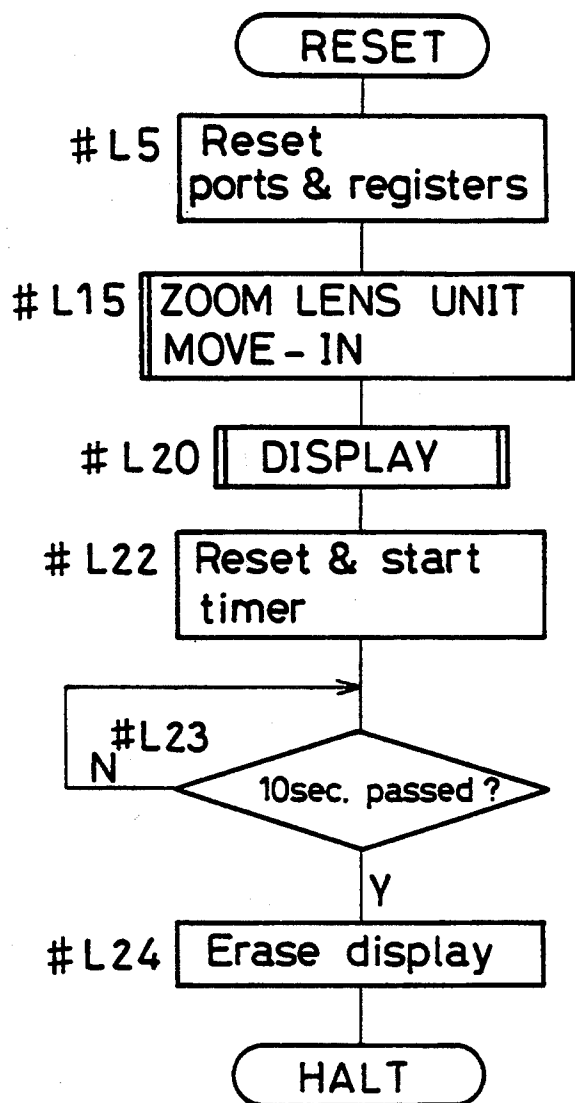 RESET
#L5
Reset
ports & registers
#L15
ZOOM LENS UNIT
MOVE-IN
#L20
DISPLAY
#L22
Reset & start
timer
#L23
N
10sec. passed?
Y
#L24
Erase display
HALT